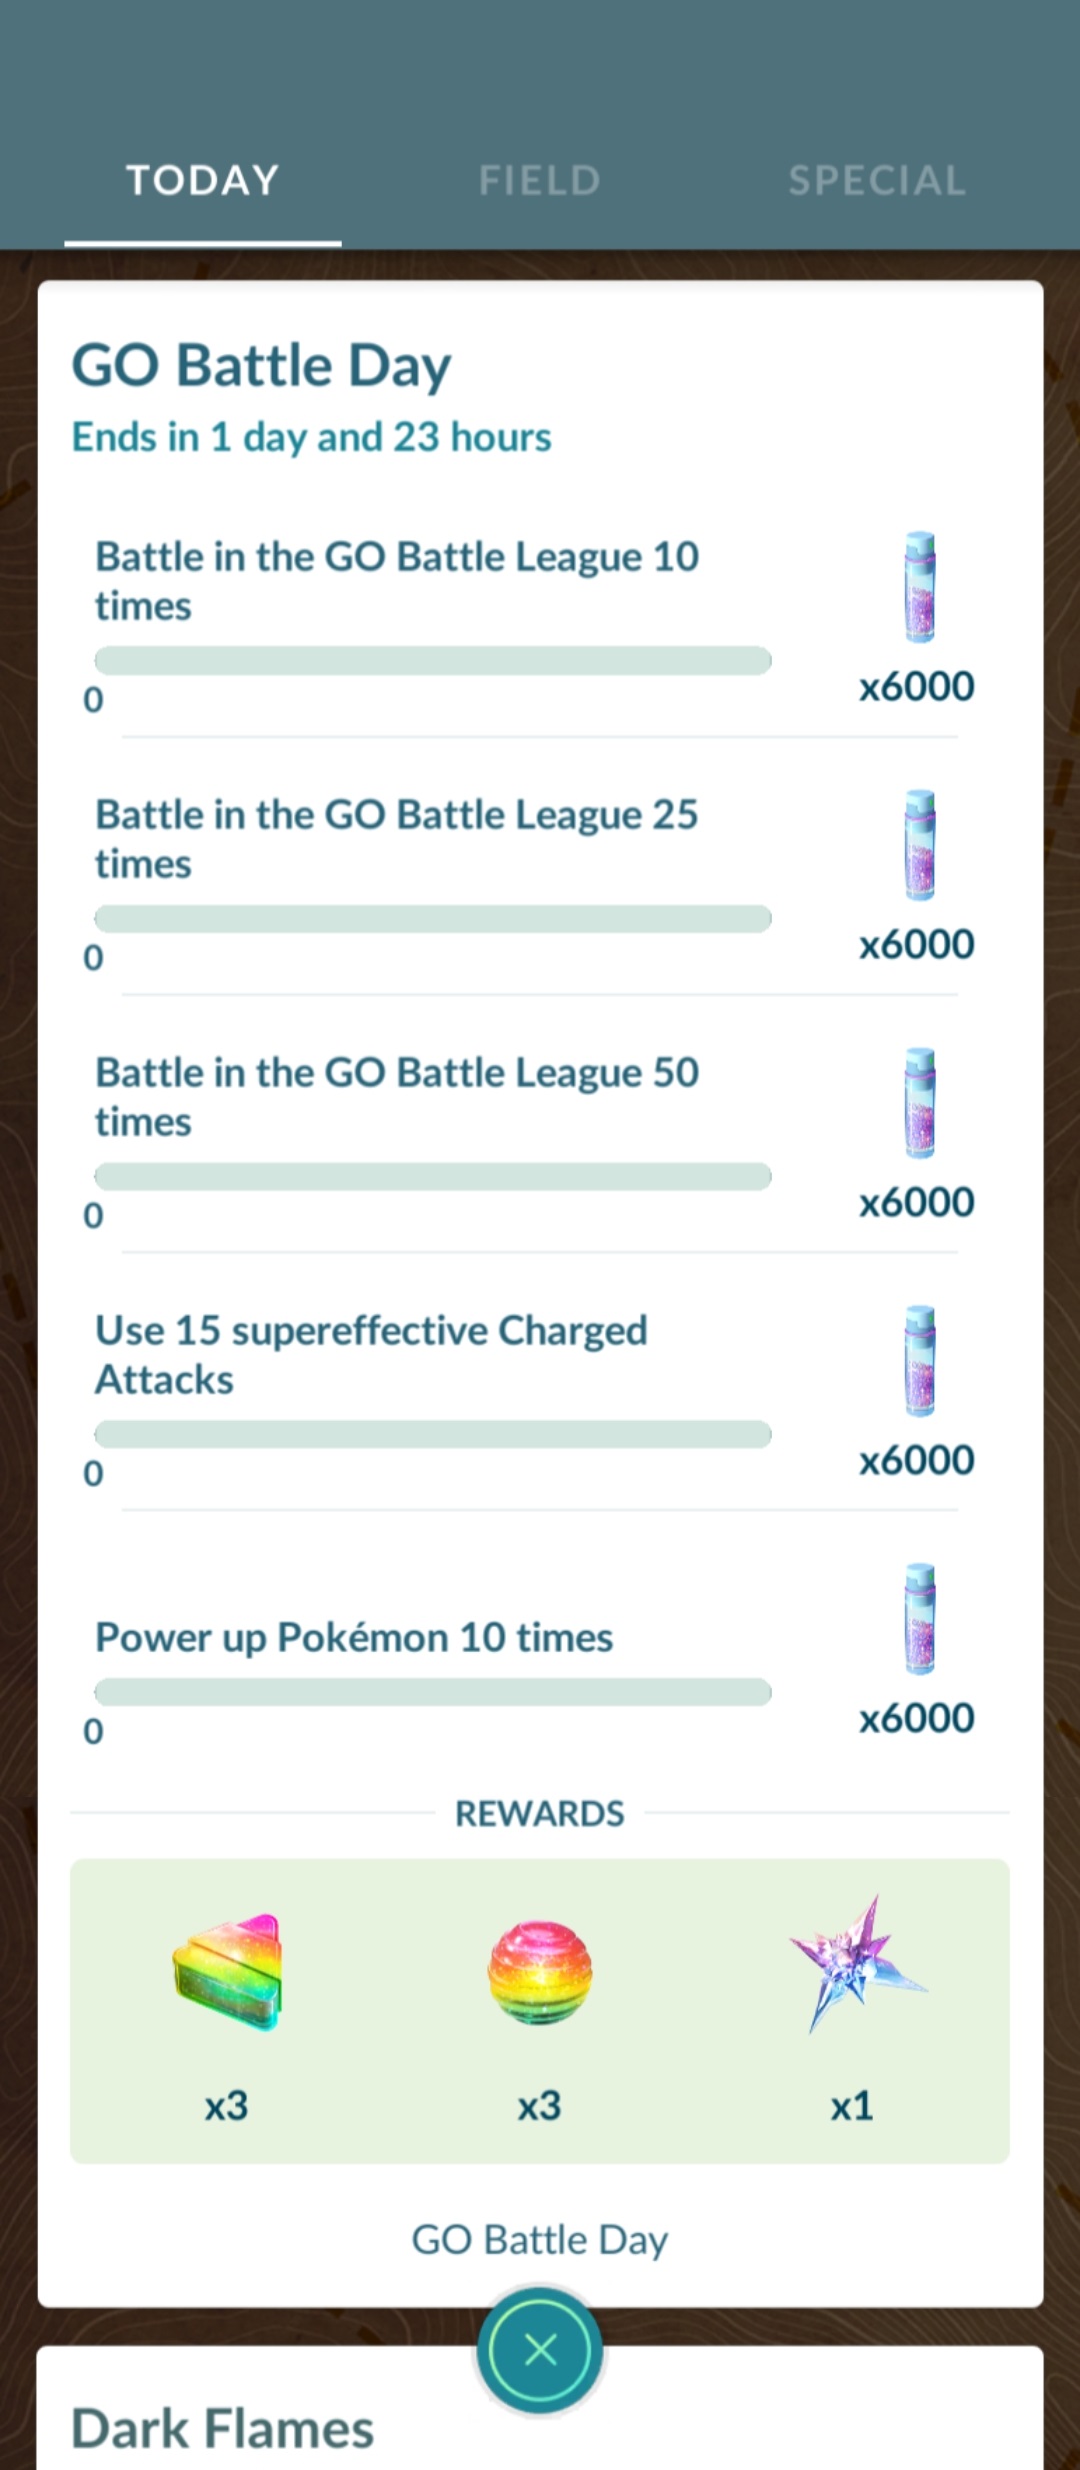 TODAY
FIELD
SPECIAL
GO Battle Day
Ends in 1 day and 23 hours
Battle in the GO Battle League 10
times
0
x6000
Battle in the GO Battle League 25
times
0
x6000
Battle in the GO Battle League 50
times
0
x6000
Use 15 supereffective Charged
Attacks
0
x6000
Power up Pokémon 10 times
0
x6000
REWARDS
x3
x3
x1
GO Battle Day
Dark Flames